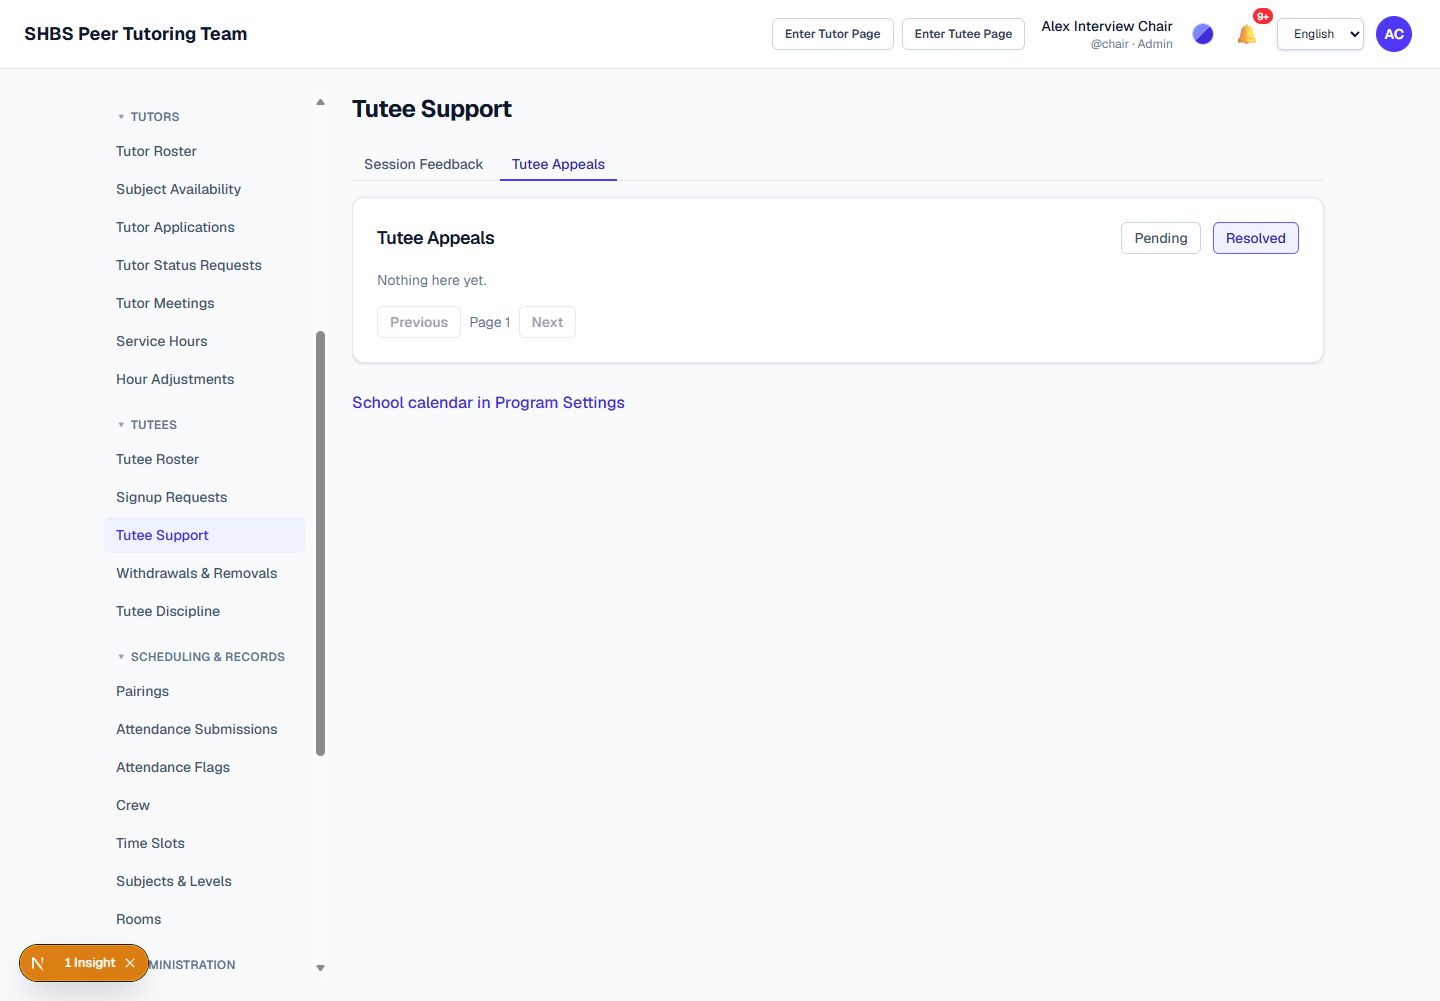 SHBS Peer Tutoring Team
Enter Tutor Page
Enter Tutee Page
Alex Interview Chair
@chair · Admin
9+
English
AC
TUTORS
Tutor Roster
Subject Availability
Tutor Applications
Tutor Status Requests
Tutor Meetings
Service Hours
Hour Adjustments
TUTEES
Tutee Roster
Signup Requests
Tutee Support
Withdrawals & Removals
Tutee Discipline
SCHEDULING & RECORDS
Pairings
Attendance Submissions
Attendance Flags
Crew
Time Slots
Subjects & Levels
Rooms
MINISTRATION
N 1 Insight
Tutee Support
Session Feedback
Tutee Appeals
Tutee Appeals
Pending
Resolved
Nothing here yet.
Previous
Page 1
Next
School calendar in Program Settings